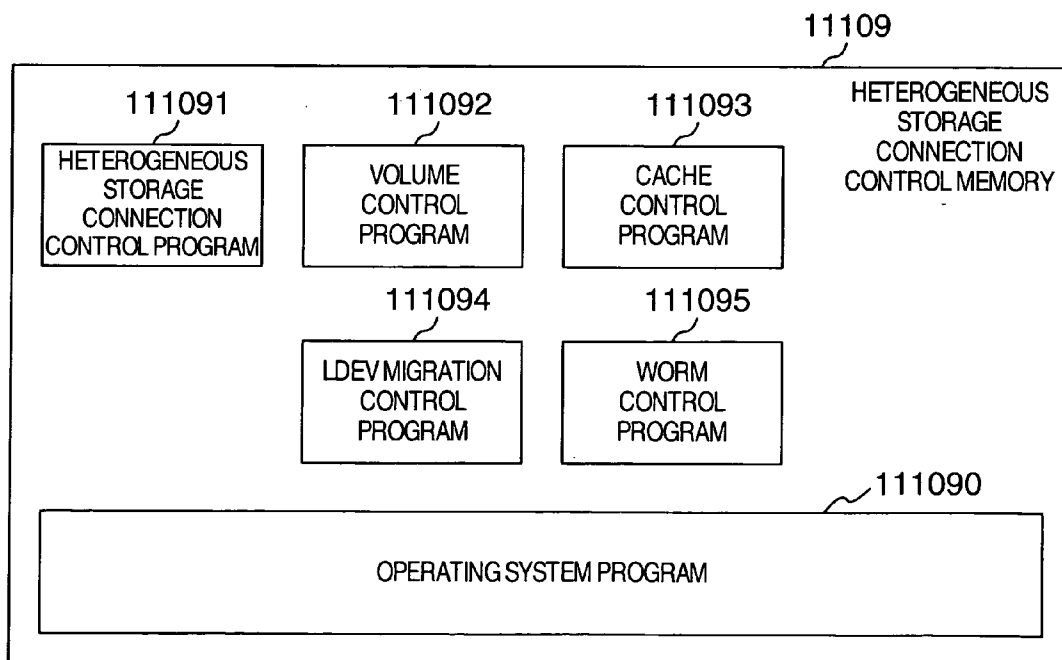 11109
HETEROGENEOUS
STORAGE
CONNECTION
CONTROL MEMORY
111091
HETEROGENEOUS
STORAGE
CONNECTION
CONTROL PROGRAM
111092
VOLUME
CONTROL
PROGRAM
111093
CACHE
CONTROL
PROGRAM
111094
LDEV MIGRATION
CONTROL
PROGRAM
111095
WORM
CONTROL
PROGRAM
111090
OPERATING SYSTEM PROGRAM